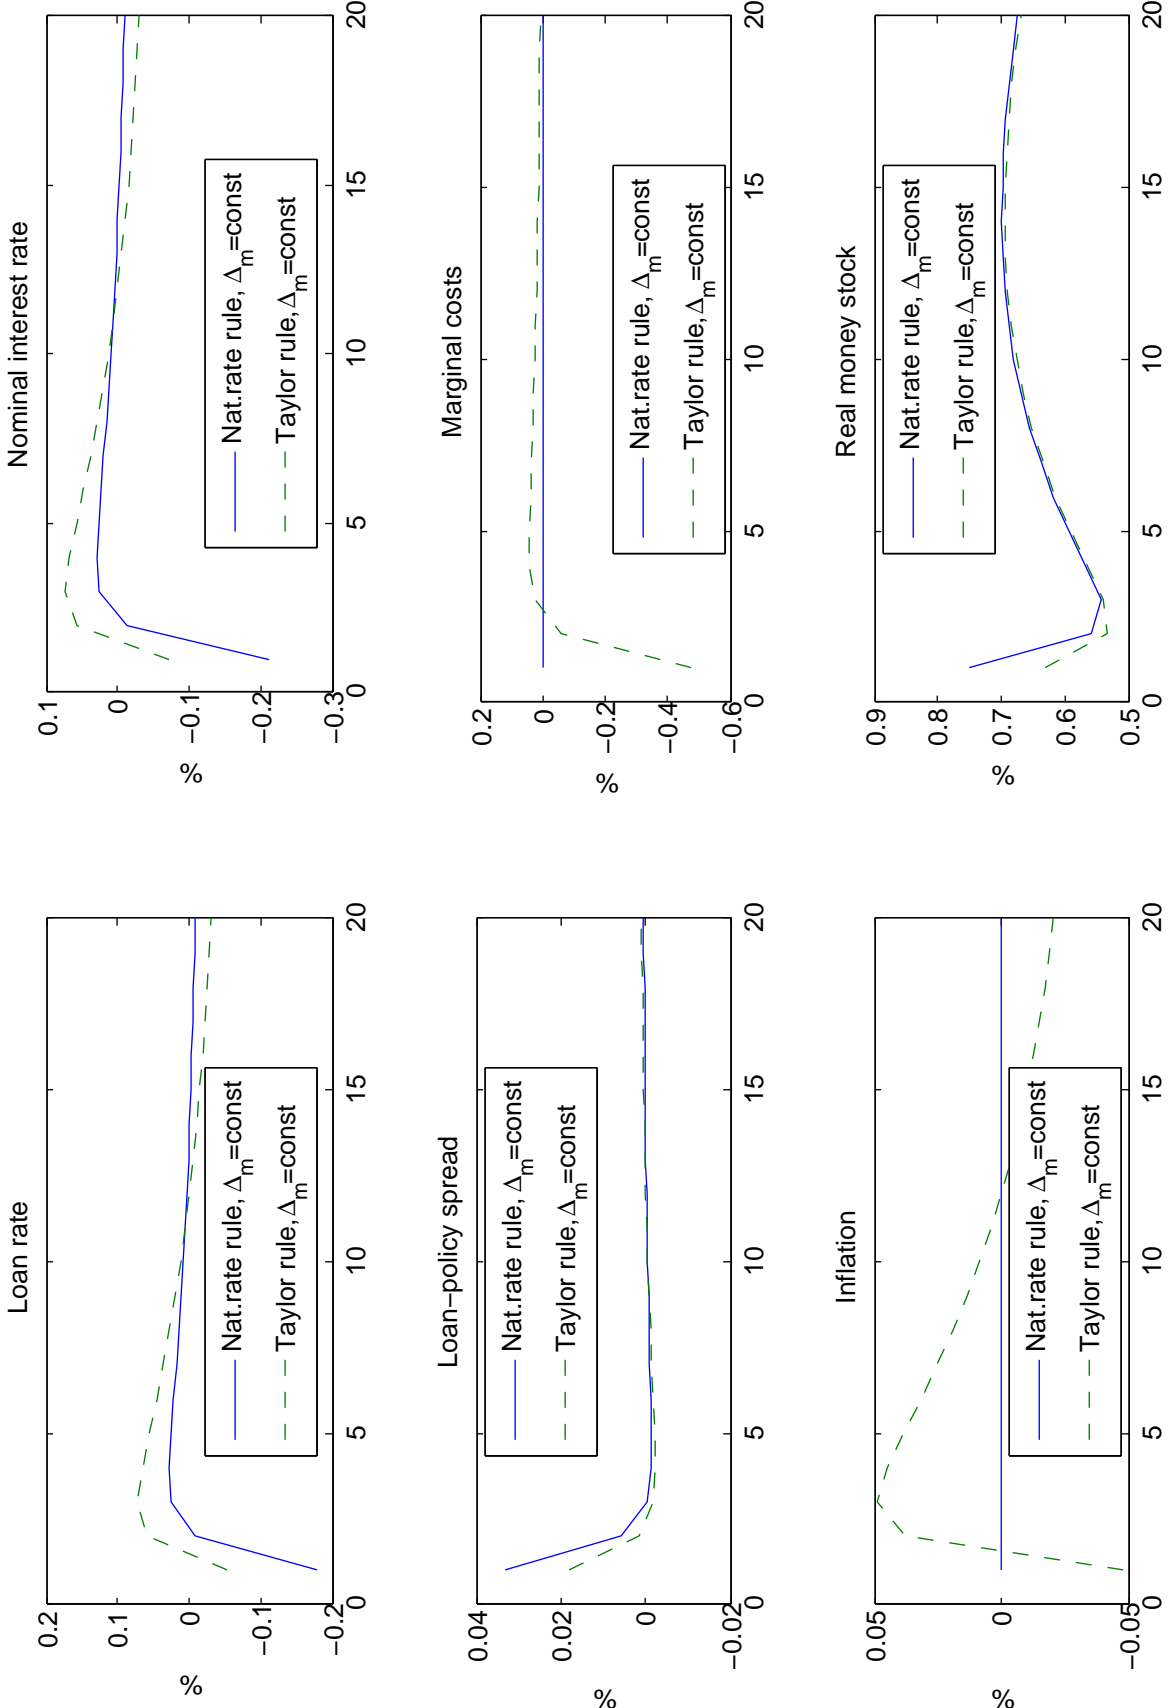 Loan rate
%
0.2
0.1
0
−0.1
−0.2
0 5 10 15 20
Nat.rate rule, Δm=const
Taylor rule,Δm=const
Nominal interest rate
%
0.1
0
−0.1
−0.2
−0.3
0 5 10 15 20
Nat.rate rule, Δm=const
Taylor rule,Δm=const
Loan−policy spread
%
0.04
0.02
0
−0.02
0 5 10 15 20
Nat.rate rule, Δm=const
Taylor rule,Δm=const
Marginal costs
%
0.2
0
−0.2
−0.4
−0.6
0 5 10 15 20
Nat.rate rule, Δm=const
Taylor rule,Δm=const
Inflation
%
0.05
0
−0.05
0 5 10 15 20
Nat.rate rule, Δm=const
Taylor rule,Δm=const
Real money stock
%
0.9
0.8
0.7
0.6
0.5
0 5 10 15 20
Nat.rate rule, Δm=const
Taylor rule,Δm=const